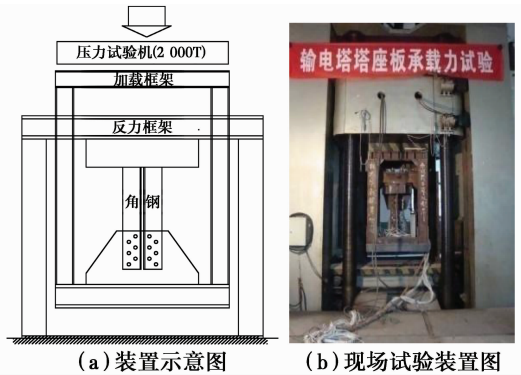 压力试验机(2 000T)
加载框架
反力框架
角 钢
(a)装置示意图
输电塔塔座板承载力试验
(b)现场试验装置图